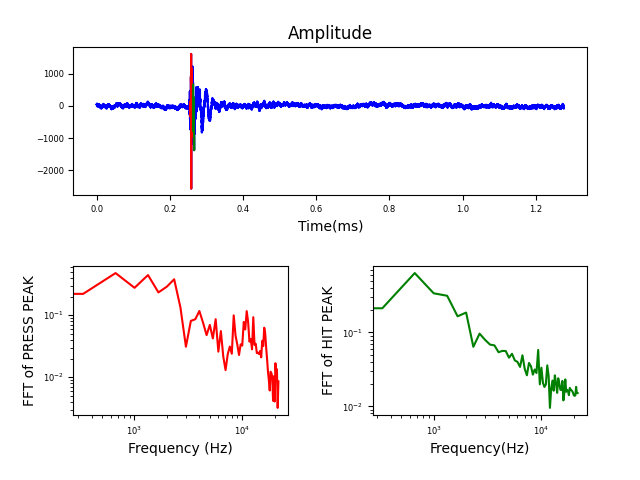 Amplitude
1000
0
−1000
−2000
0.0 0.2 0.4 0.6 0.8 1.0 1.2
Time(ms)
FFT of PRESS PEAK
10⁻¹
10⁻²
10³ 10⁴
Frequency (Hz)
FFT of HIT PEAK
10⁻¹
10⁻²
10³ 10⁴
Frequency(Hz)